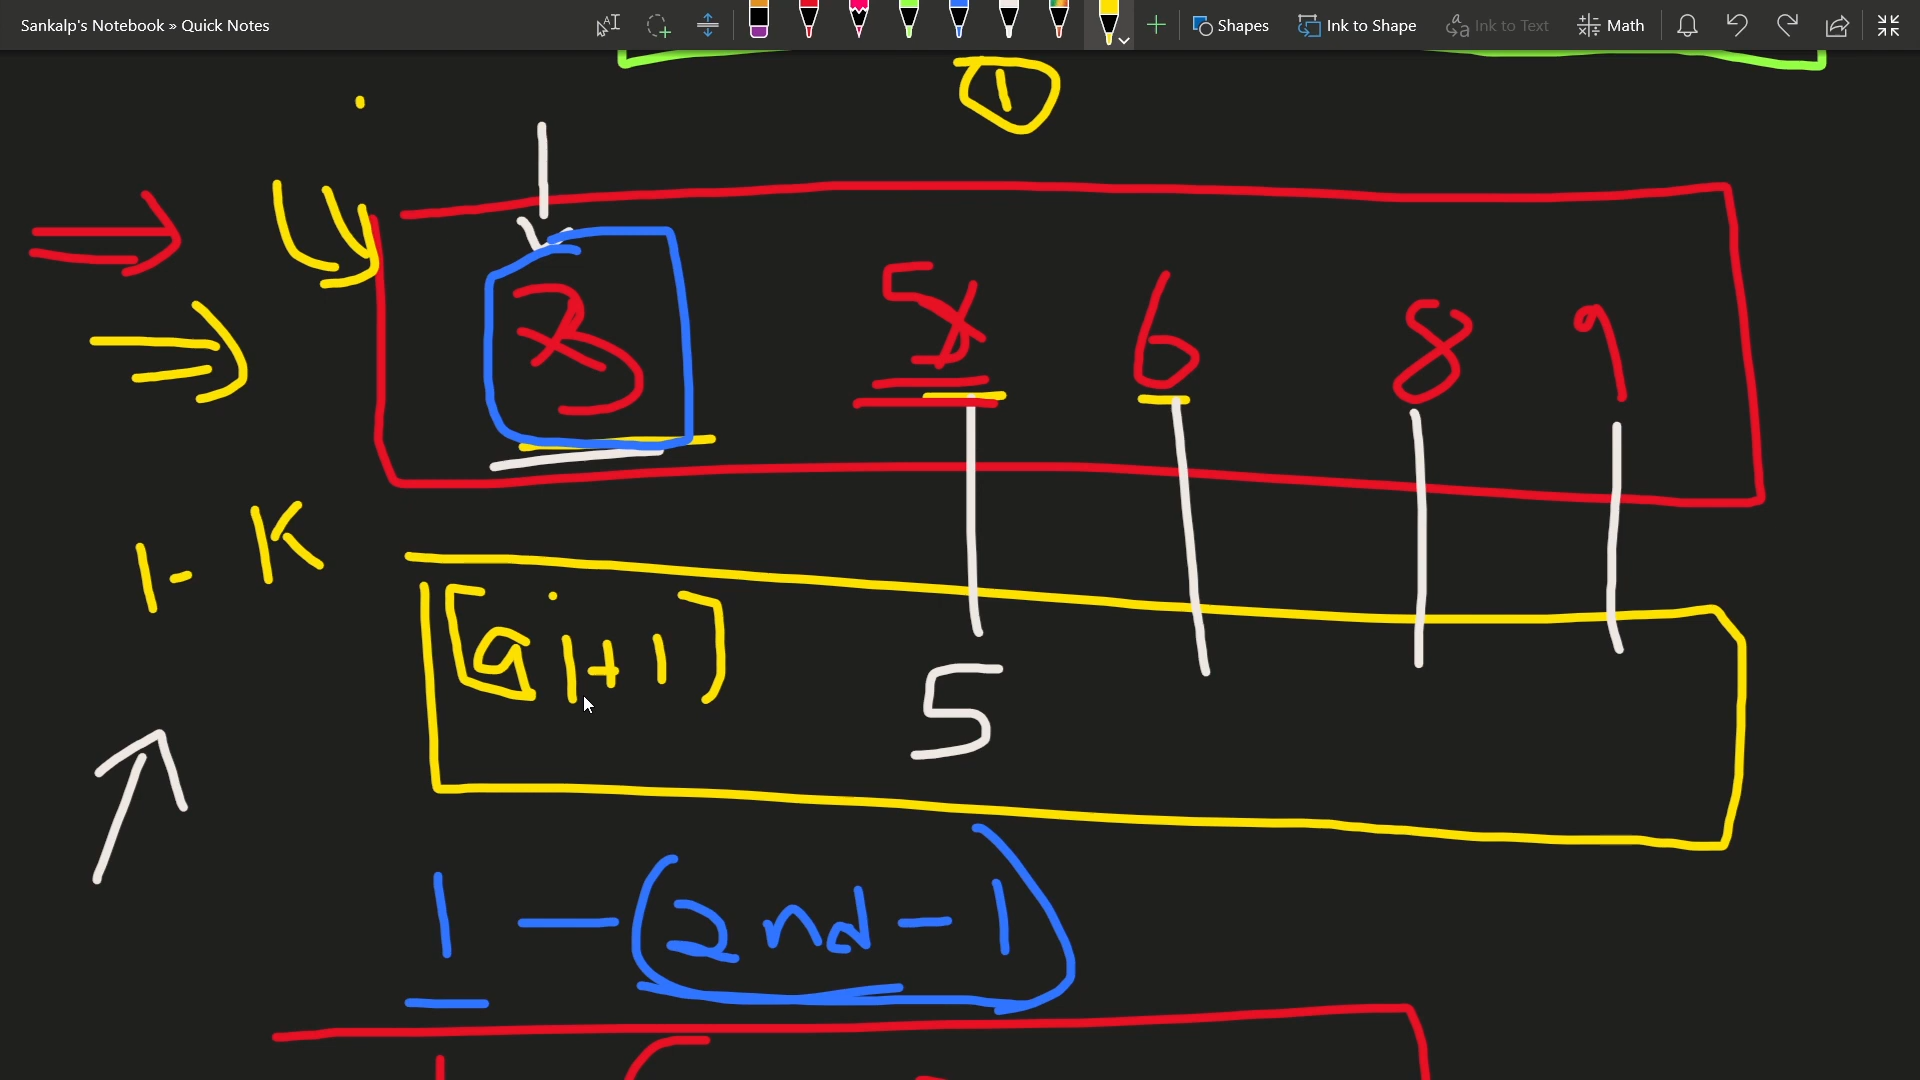 Sankalp's Notebook » Quick Notes
Shapes Ink to Shape Ink to Text Math
1
3 5 6 8 9
1 - K
[a i+1]
5
1 - (2nd - 1)